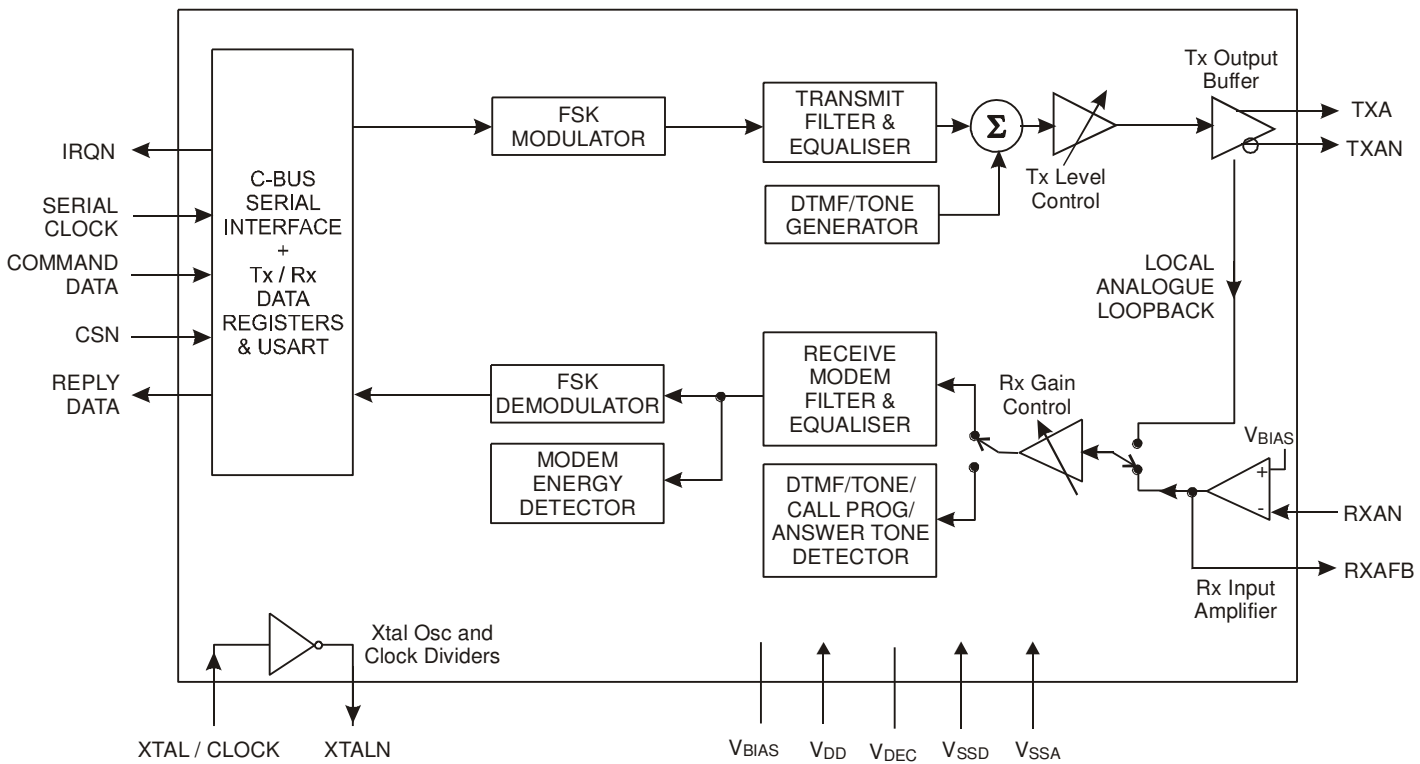 Tx Output
Buffer
TXA
TXAN
FSK
MODULATOR
TRANSMIT
FILTER &
EQUALISER
Σ
Tx Level
Control
DTMF/TONE
GENERATOR
IRQN
SERIAL
CLOCK
COMMAND
DATA
CSN
REPLY
DATA
C-BUS
SERIAL
INTERFACE
+
Tx / Rx
DATA
REGISTERS
& USART
LOCAL
ANALOGUE
LOOPBACK
FSK
DEMODULATOR
MODEM
ENERGY
DETECTOR
RECEIVE
MODEM
FILTER &
EQUALISER
DTMF/TONE/
CALL PROG/
ANSWER TONE
DETECTOR
Rx Gain
Control
VBIAS
+
-
RXAN
RXAFB
Rx Input
Amplifier
Xtal Osc and
Clock Dividers
XTAL / CLOCK
XTALN
VBIAS
VDD
VDEC
VSSD
VSSA